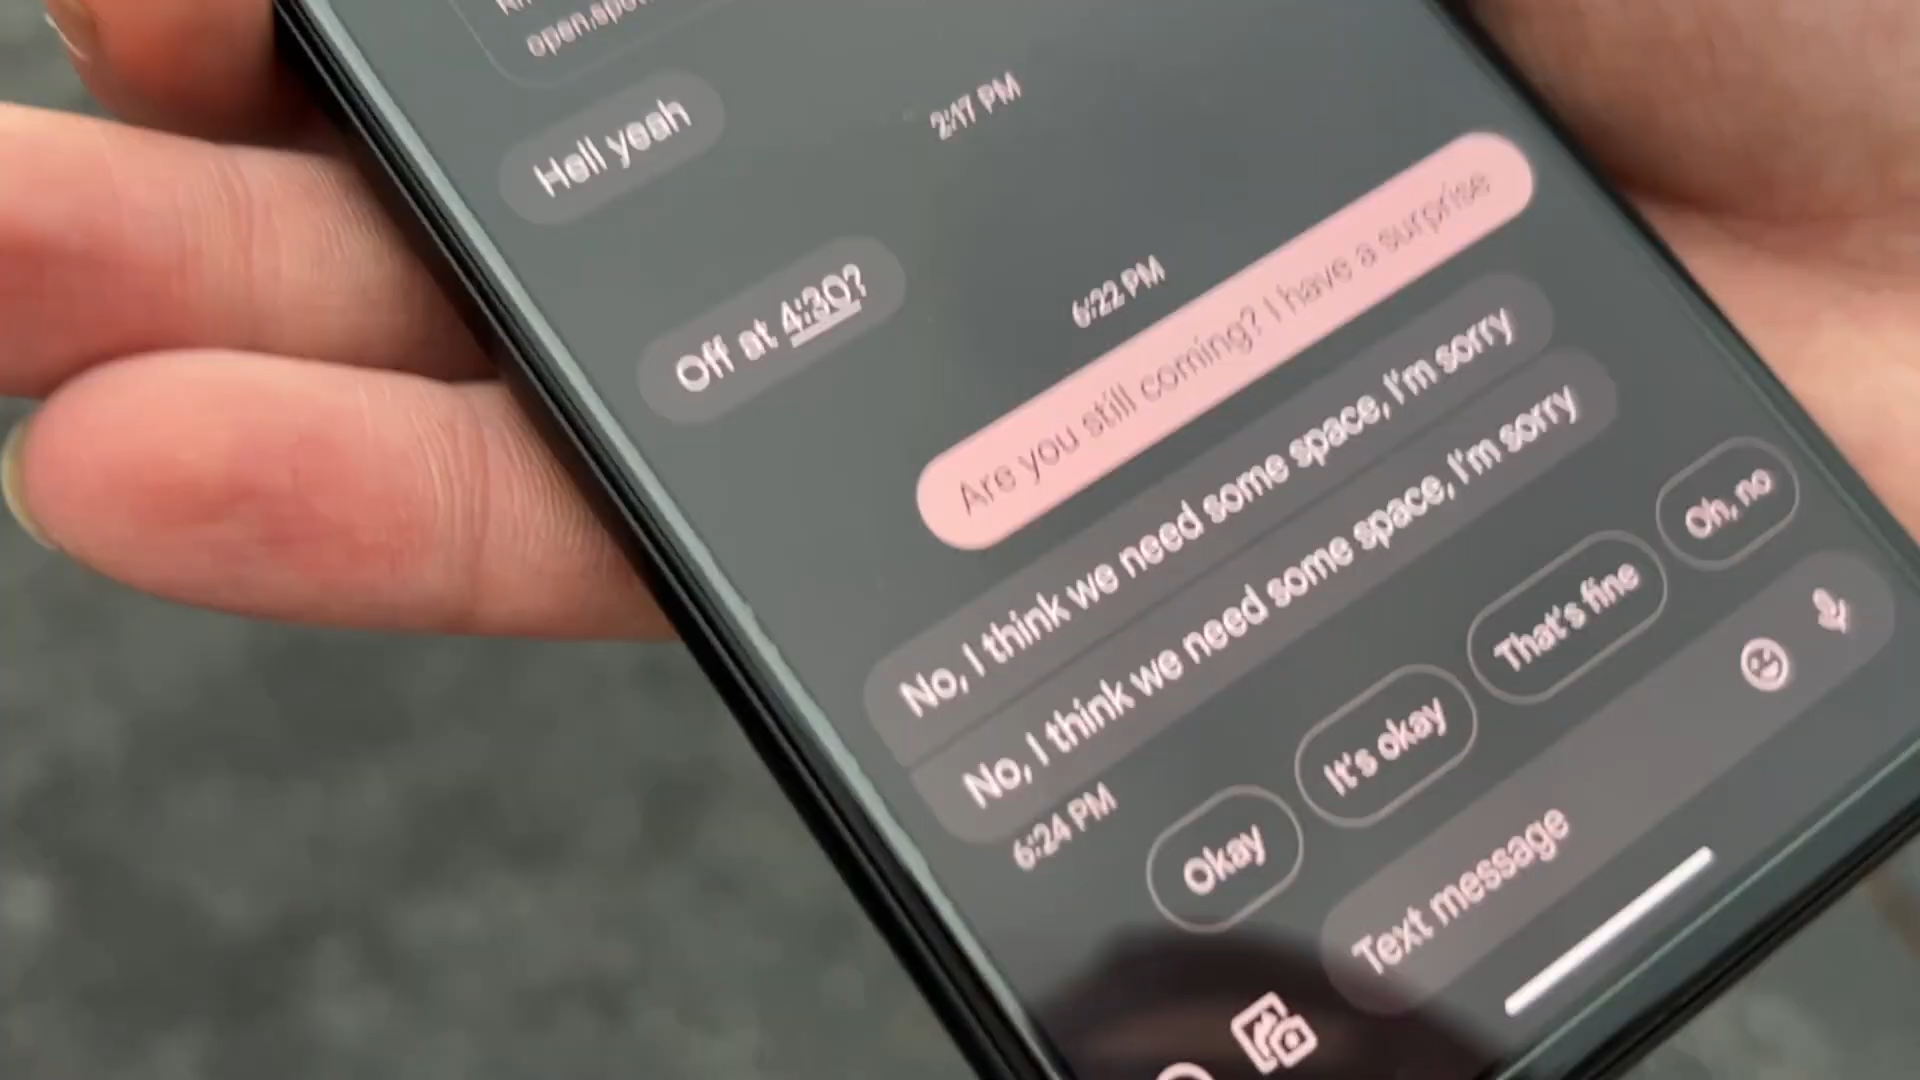 Hell yeah
2:17 PM
Off at 4:30?
6:22 PM
Are you still coming? I have a surprise
No, I think we need some space, I'm sorry
No, I think we need some space, I'm sorry
6:24 PM
Okay
It's okay
That's fine
Oh, no
Text message